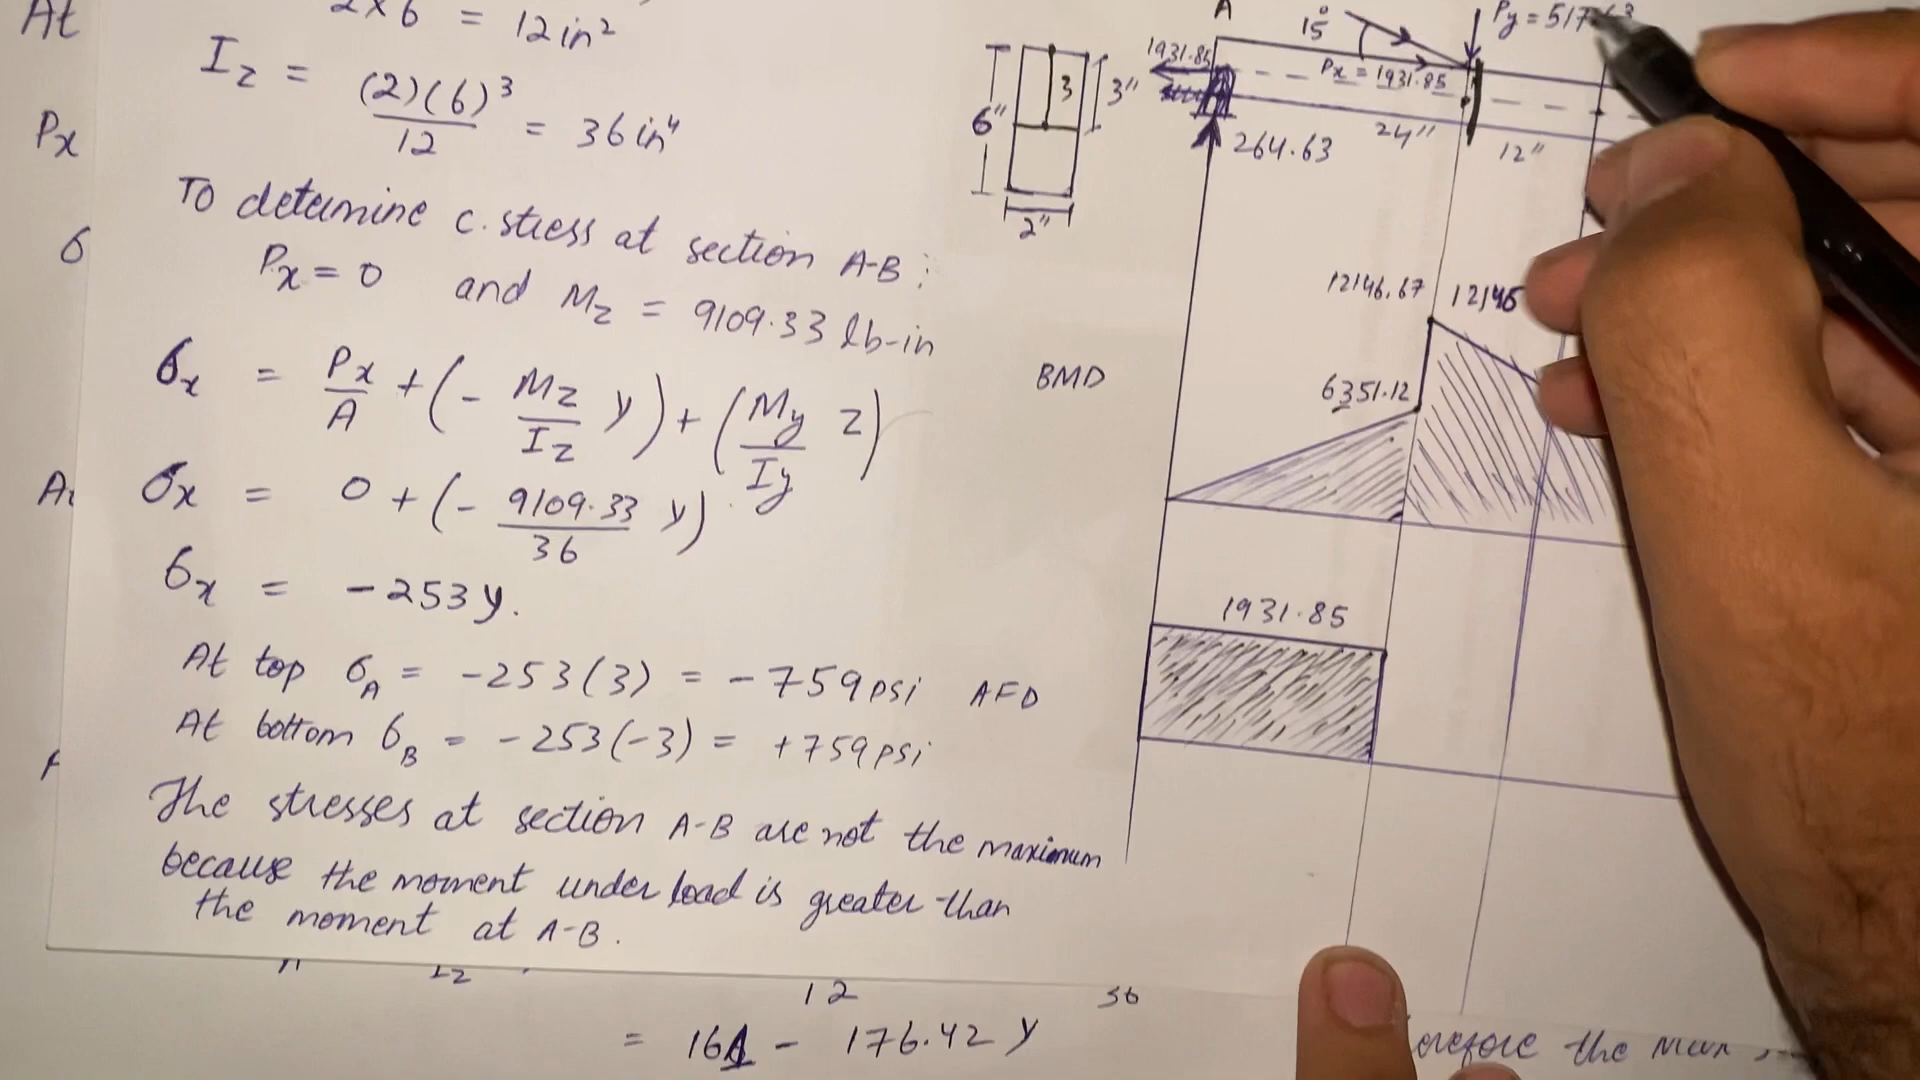 At
2 x 6 = 12 in²
Iz = (2)(6)³ / 12 = 36 in⁴
Px
To determine c. stress at section A-B :
Px = 0 and Mz = 9109.33 lb-in
6
σx = Px/A + (- Mz/Iz y) + (My/Iy z)
σx = 0 + (- 9109.33/36 y)
σx = -253 y.
At top σA = -253(3) = -759 psi
At bottom σB = -253(-3) = +759 psi
The stresses at section A-B are not the maximum
because the moment under load is greater than
the moment at A-B.
Iz
12
36
= 161 - 176.42 y
the
A
15°
1931.85
Px = 1931.85
264.63
24"
12"
6"
3
3"
2"
12146.67
6351.12
BMD
1931.85
AFD